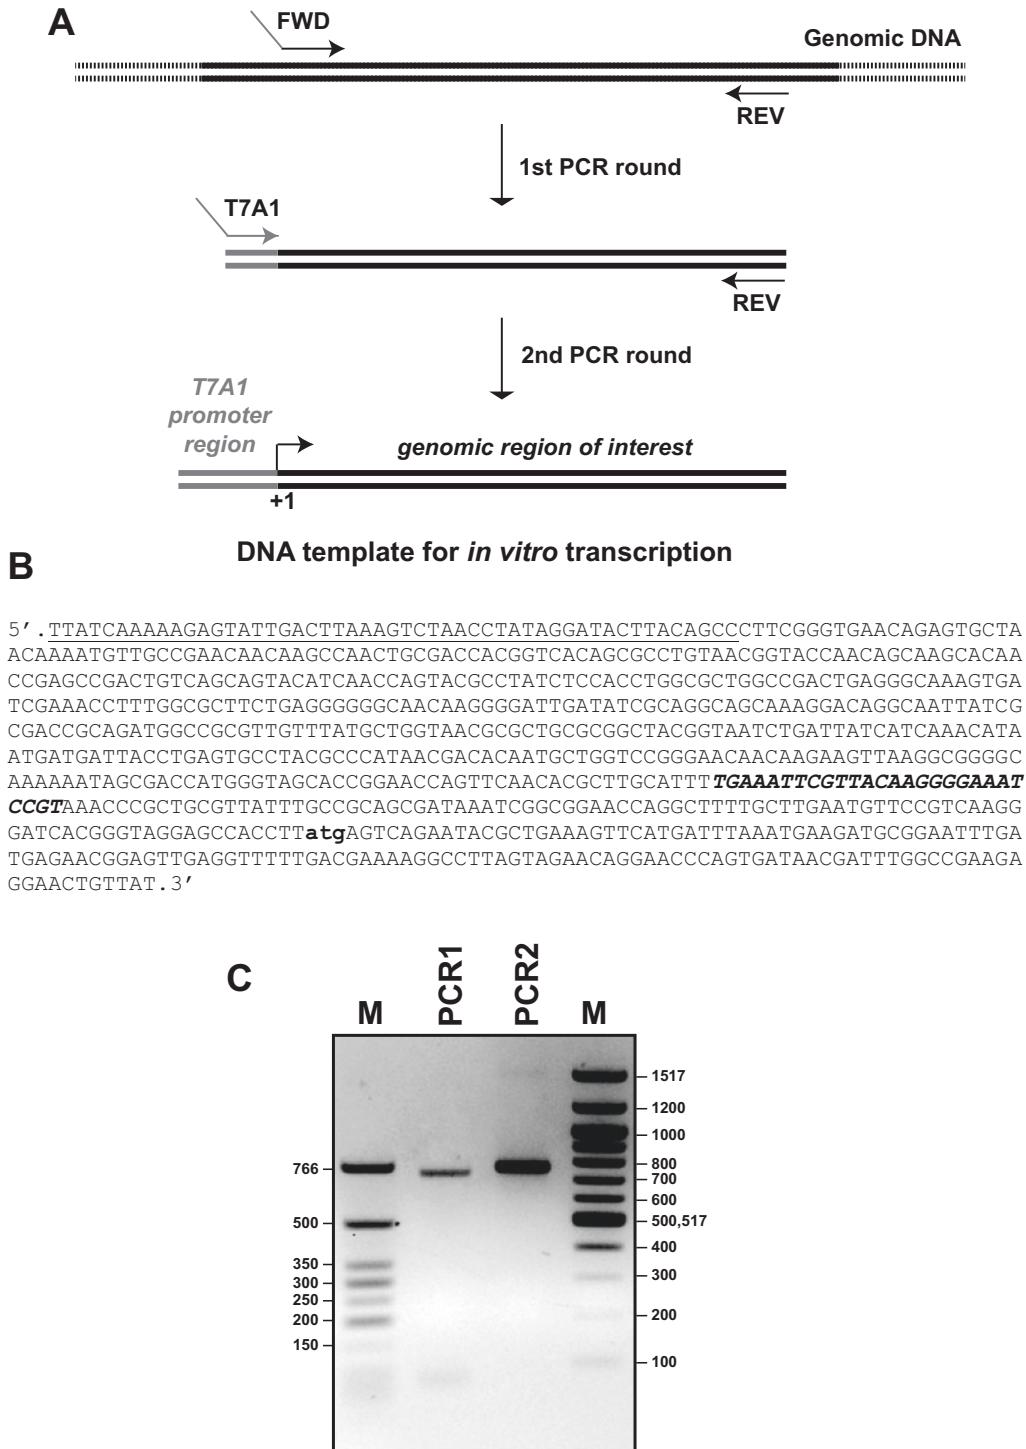 A
FWD
Genomic DNA
REV
1st PCR round
T7A1
REV
2nd PCR round
T7A1
promoter
region
genomic region of interest
+1
DNA template for in vitro transcription
B
5′.TTATCAAAAAGAGTATTGACTTAAAGTCTAACCTATAGGATACTTACAGCCCTTCGGGTGAACAGAGTGCTA
ACAAAATGTTGCCGAACAACAAGCCAACTGCGACCACGGTCACAGCGCCTGTAACGGTACCAACAGCAAGCACAA
CCGAGCCGACTGTCAGCAGTACATCAACCAGTACGCCTATCTCCACCTGGCGCTGGCCGACTGAGGGCAAAGTGA
TCGAAACCTTTGGCGCTTCTGAGGGGGGCAACAAGGGGATTGATATCGCAGGCAGCAAAGGACAGGCAATTATCG
CGACCGCAGATGGCCGCGTTGTTTATGCTGGTAACGCGCTGCGCGGCTACGGTAATCTGATTATCATCAAACATA
ATGATGATTACCTGAGTGCCTACGCCCATAACGACACAATGCTGGTCCGGGAACAACAAGAAGTTAAGGCGGGGC
AAAAAATAGCGACCATGGGTAGCACCGGAACCAGTTCAACACGCTTGCATTTTGAAATTCGTTACAAGGGGAAAT
CCGTAAACCCGCTGCGTTATTTGCCGCAGCGATAAATCGGCGGAACCAGGCTTTTGCTTGAATGTTCCGTCAAGG
GATCACGGGTAGGAGCCACCTTatgAGTCAGAATACGCTGAAAGTTCATGATTTAAATGAAGATGCGGAATTTGA
TGAGAACGGAGTTGAGGTTTTTGACGAAAAGGCCTTAGTAGAACAGGAACCCAGTGATAACGATTTGGCCGAAGA
GGAACTGTTAT.3′
C
M
PCR1
PCR2
M
766
500
350
300
250
200
150
1517
1200
1000
800
700
600
500,517
400
300
200
100